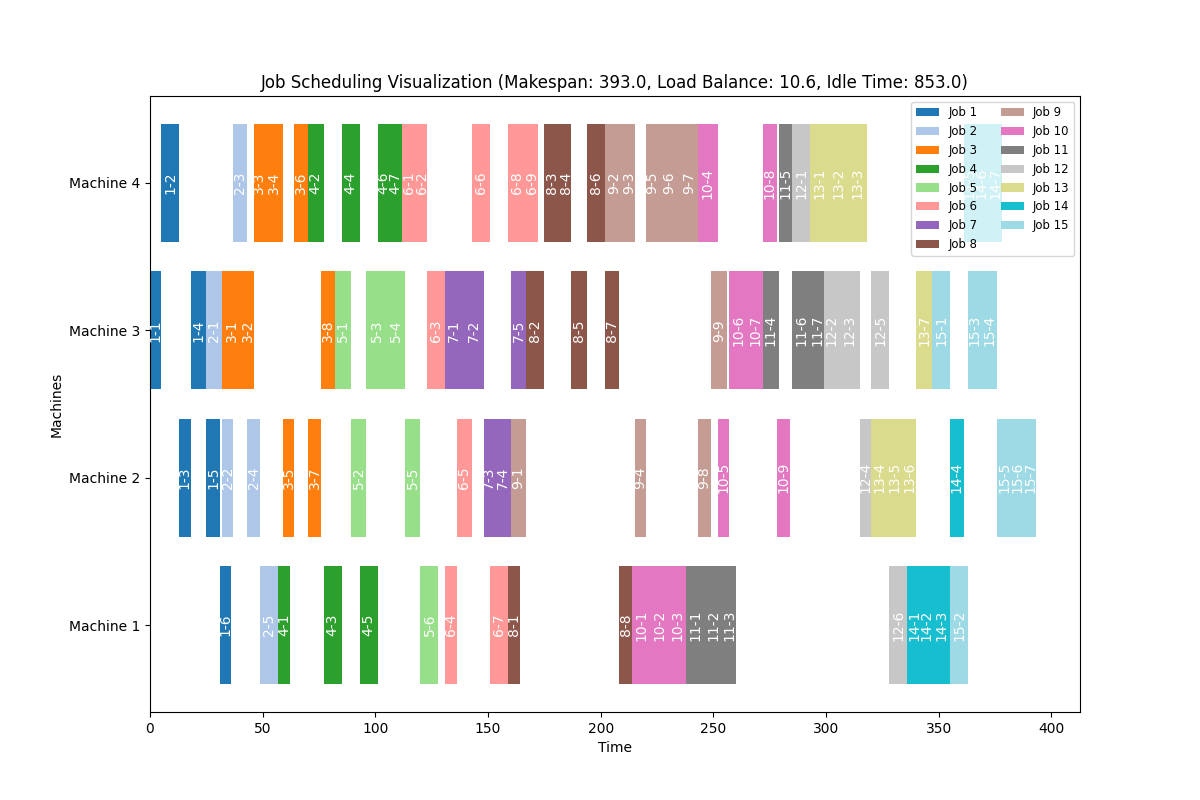 Job Scheduling Visualization (Makespan: 393.0, Load Balance: 10.6, Idle Time: 853.0)
Job 1
Job 2
Job 3
Job 4
Job 5
Job 6
Job 7
Job 8
Job 9
Job 10
Job 11
Job 12
Job 13
Job 14
Job 15
Machines
Machine 4
1-2 2-3 3-3 3-4 3-6 4-2 4-4 4-6 4-7 6-1 6-2 6-6 6-8 6-9 8-3 8-4 8-6 9-2 9-3 9-5 9-6 9-7 10-4 10-8 11-5 12-1 13-1 13-2 13-3
Machine 3
1-1 1-4 2-1 3-1 3-2 3-8 5-1 5-3 5-4 6-3 7-1 7-2 7-5 8-2 8-5 8-7 9-9 10-6 10-7 11-4 11-6 11-7 12-2 12-3 12-5 13-7 15-1 15-3 15-4
Machine 2
1-3 1-5 2-2 2-4 3-5 3-7 5-2 5-5 6-5 7-3 7-4 9-1 9-4 9-8 10-5 10-9 12-4 13-4 13-5 13-6 14-4 15-5 15-6 15-7
Machine 1
1-6 2-5 4-1 4-3 4-5 5-6 6-4 6-7 8-1 8-8 10-1 10-2 10-3 11-1 11-2 11-3 12-6 14-1 14-2 14-3 15-2
0 50 100 150 200 250 300 350 400
Time